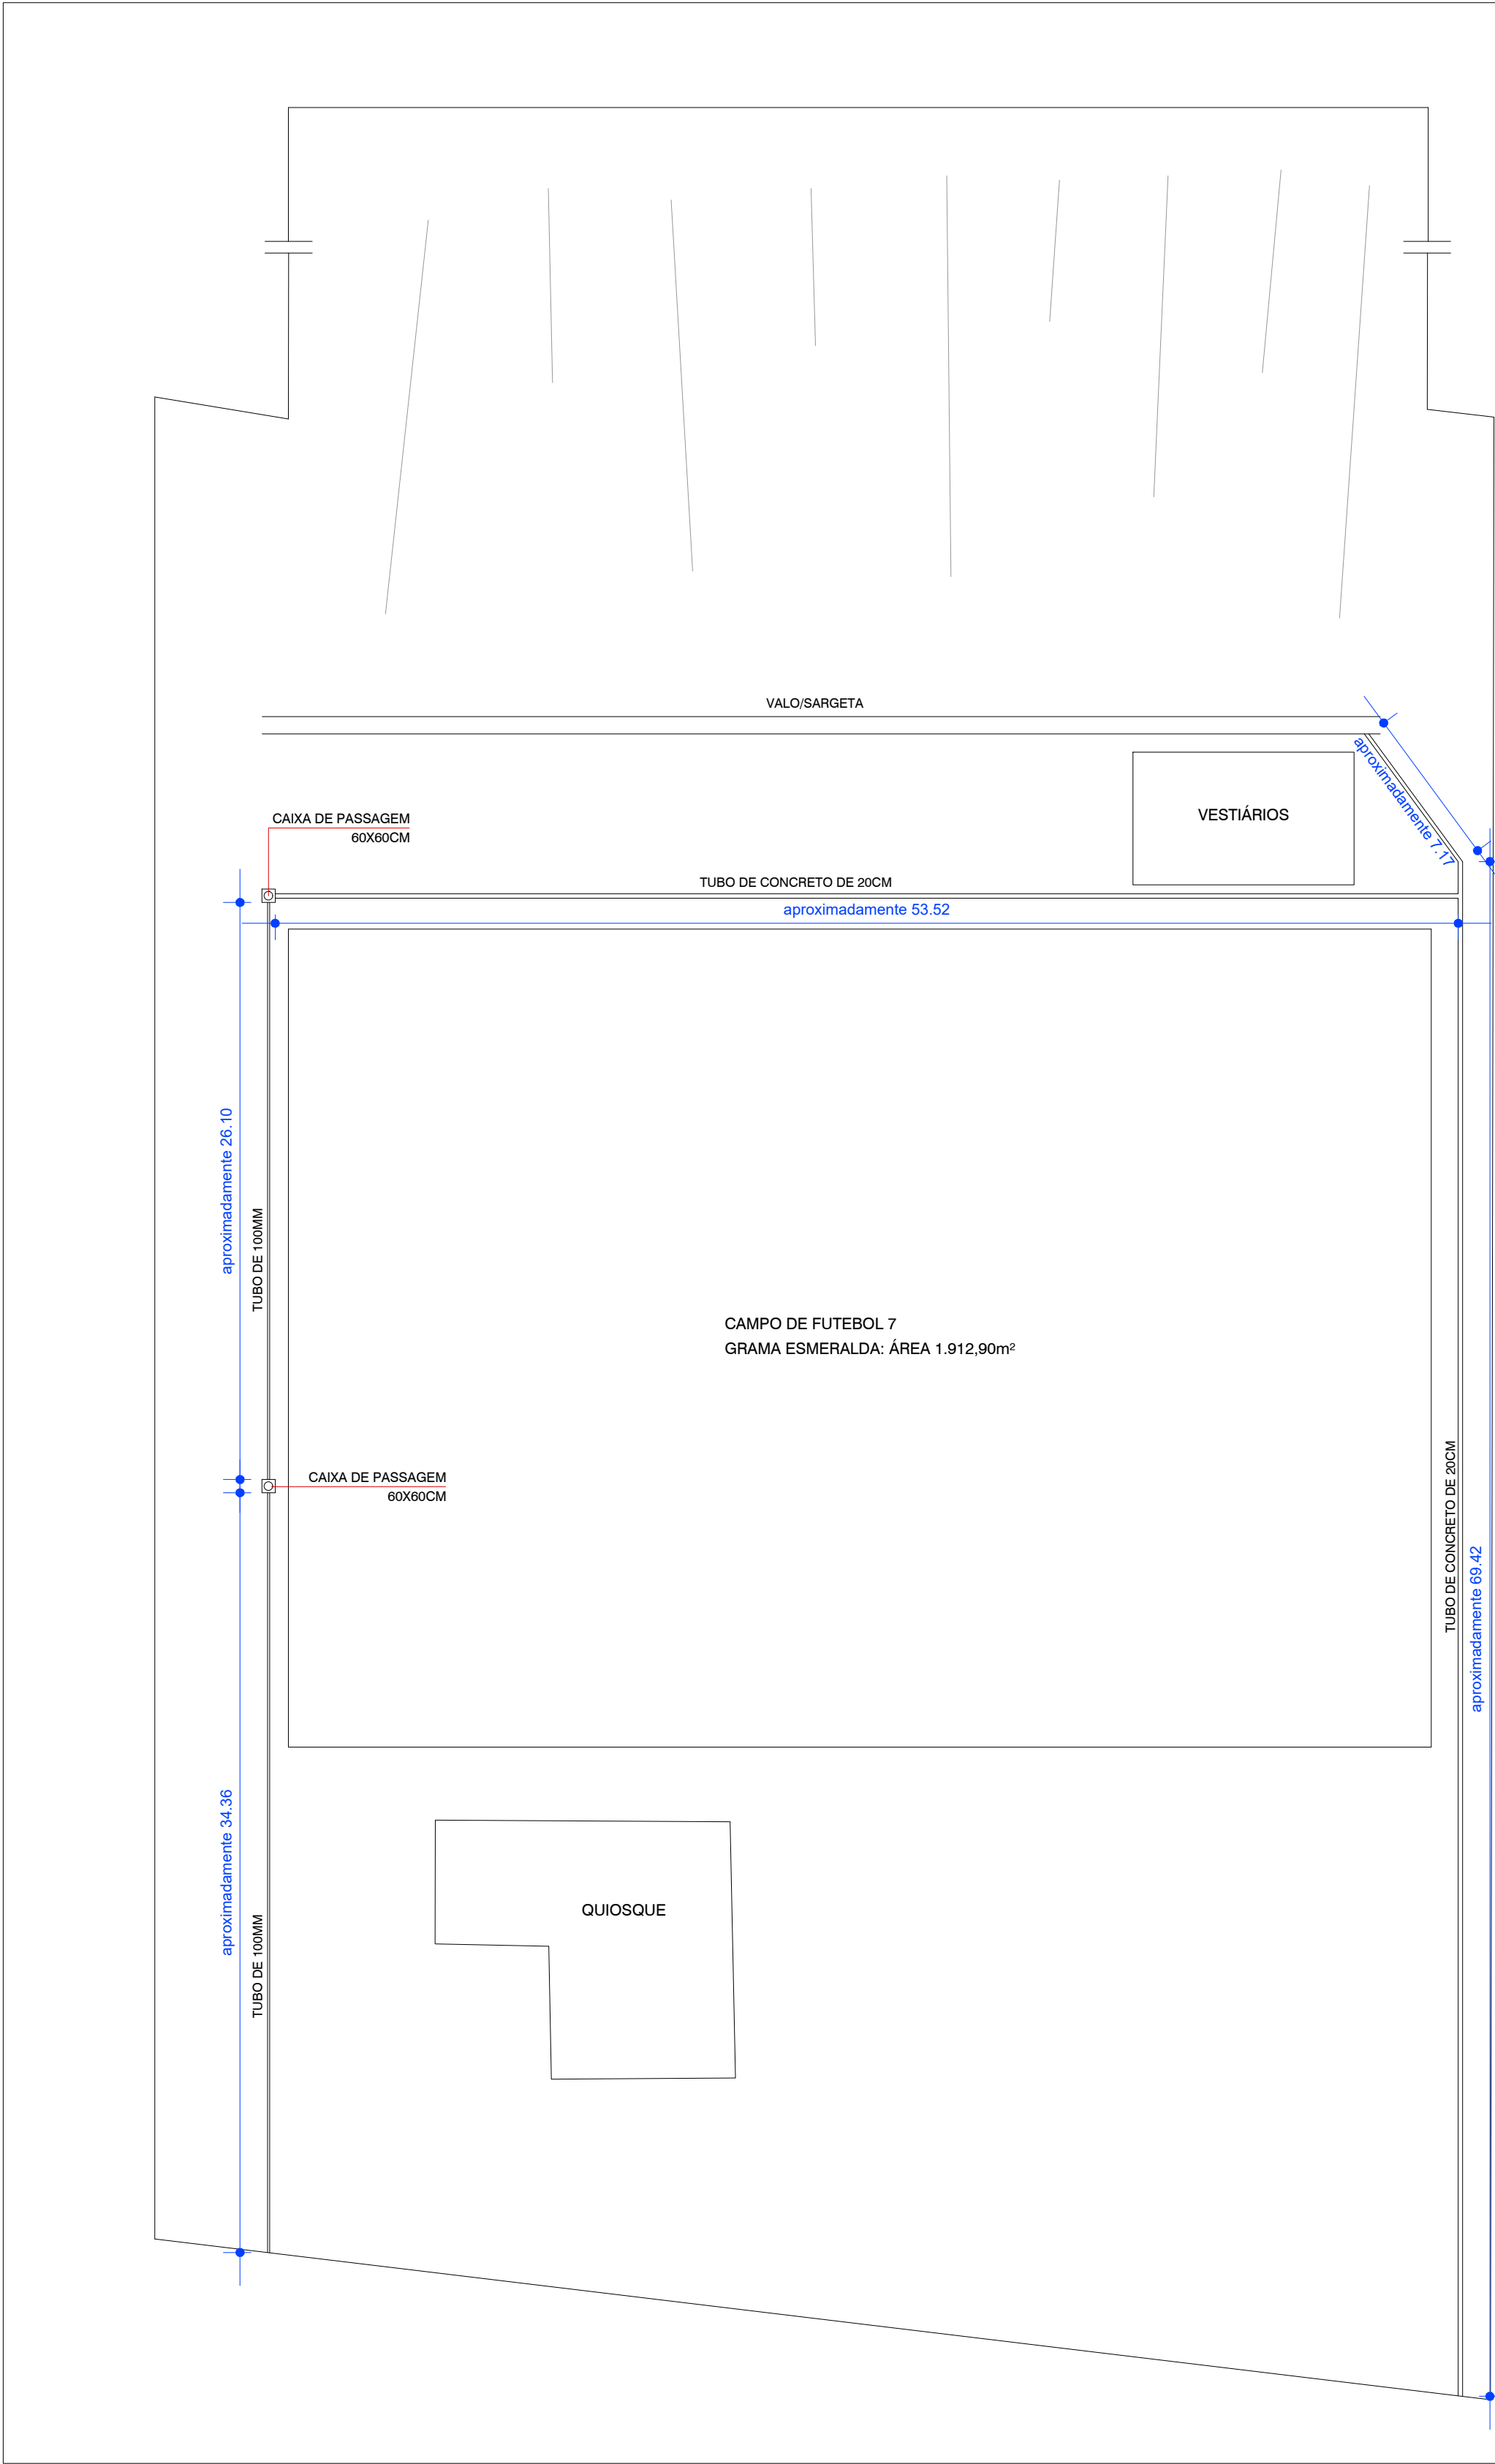 VALO/SARGETA
aproximadamente 7.17
VESTIÁRIOS
CAIXA DE PASSAGEM
60X60CM
TUBO DE CONCRETO DE 20CM
aproximadamente 53.52
aproximadamente 26.10
TUBO DE 100MM
CAMPO DE FUTEBOL 7
GRAMA ESMERALDA: ÁREA 1.912,90m²
CAIXA DE PASSAGEM
60X60CM
TUBO DE CONCRETO DE 20CM
aproximadamente 69.42
aproximadamente 34.36
TUBO DE 100MM
QUIOSQUE